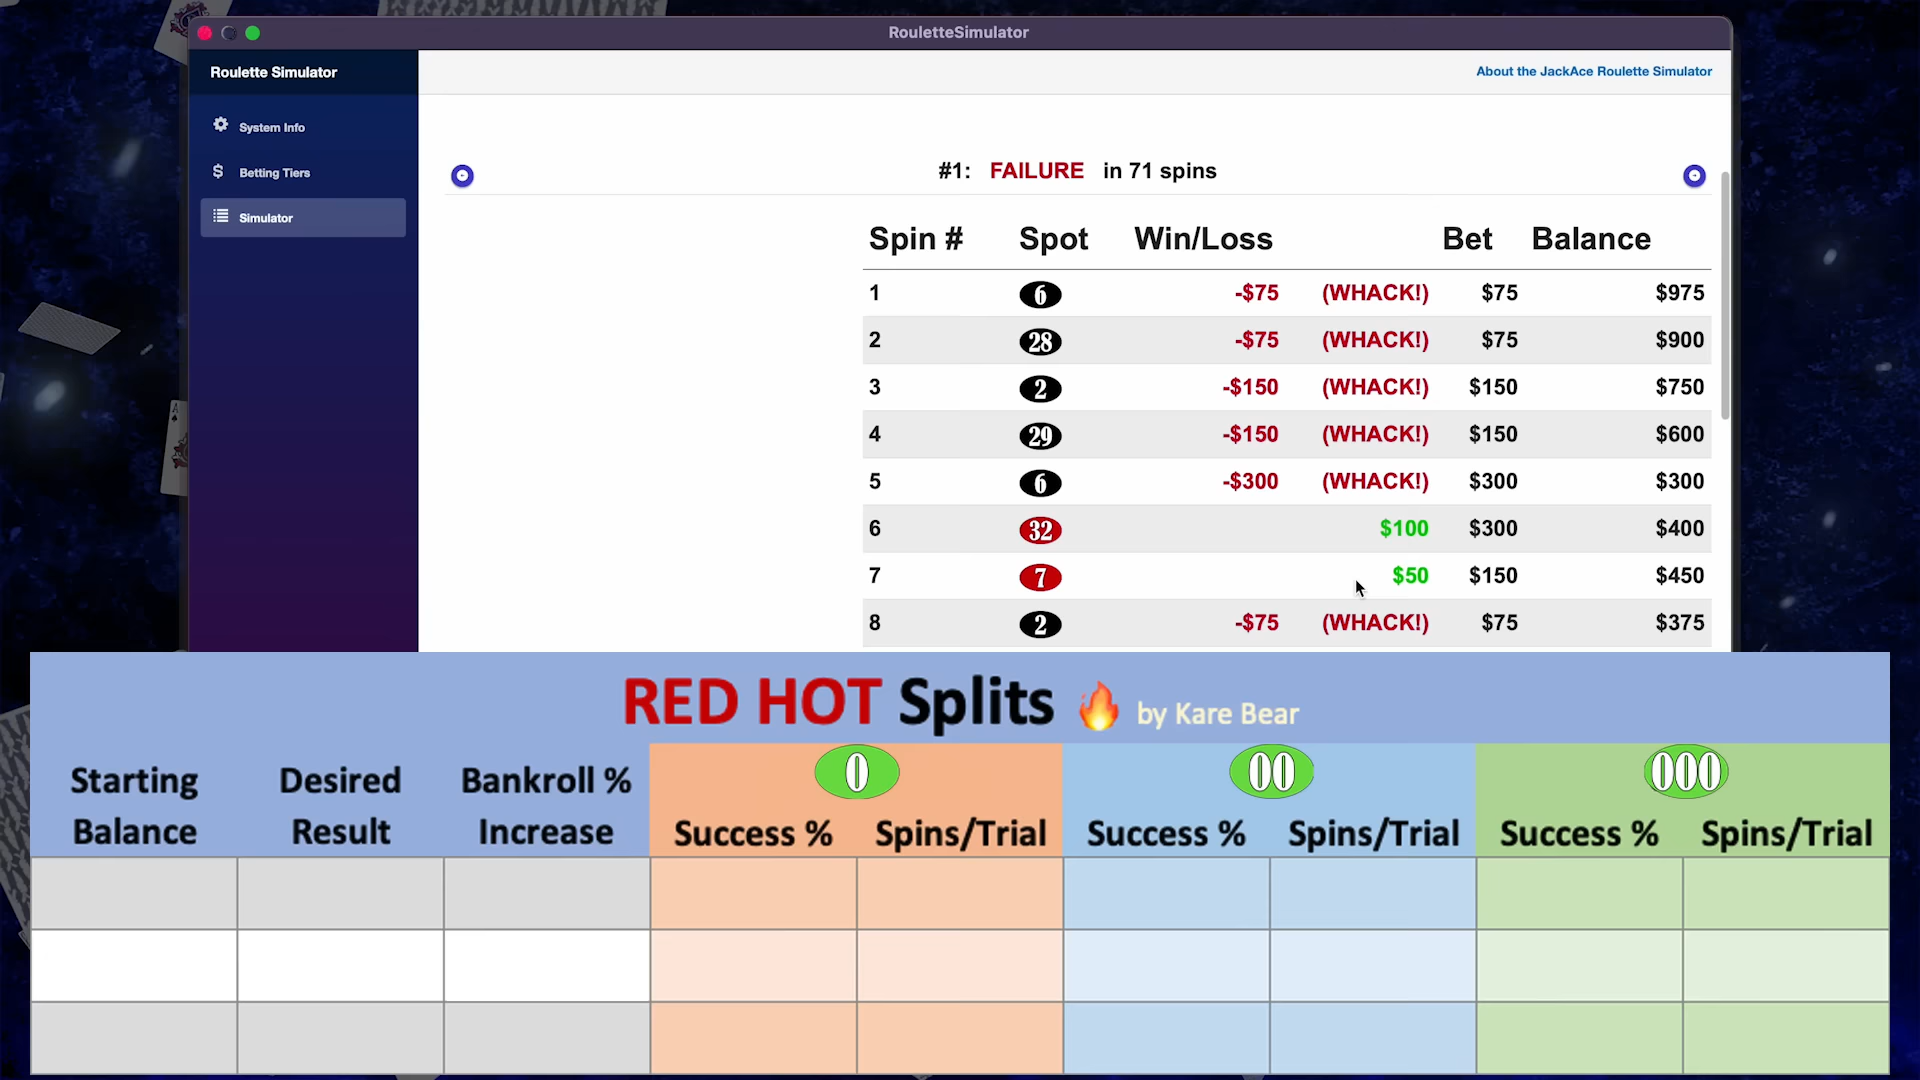 RouletteSimulator
Roulette Simulator
About the JackAce Roulette Simulator
System Info
Betting Tiers
Simulator
#1: FAILURE in 71 spins
Spin # Spot Win/Loss Bet Balance
1 6 -$75 (WHACK!) $75 $975
2 28 -$75 (WHACK!) $75 $900
3 2 -$150 (WHACK!) $150 $750
4 29 -$150 (WHACK!) $150 $600
5 6 -$300 (WHACK!) $300 $300
6 32 $100 $300 $400
7 7 $50 $150 $450
8 2 -$75 (WHACK!) $75 $375
RED HOT Splits 🔥 by Kare Bear
0 00 000
Starting Desired Bankroll %
Balance Result Increase Success % Spins/Trial Success % Spins/Trial Success % Spins/Trial